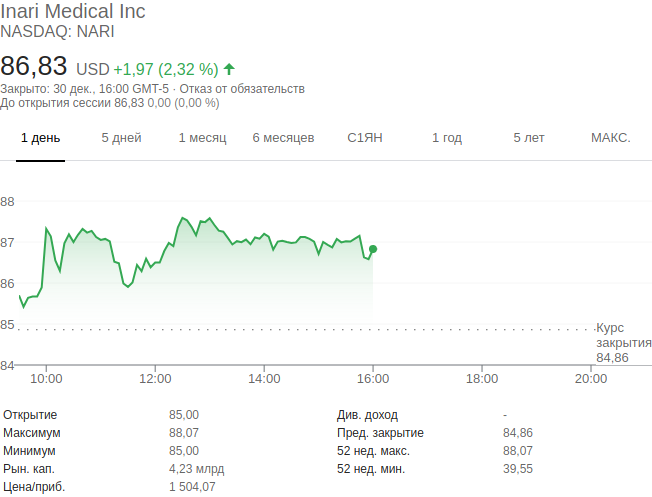 Inari Medical Inc
NASDAQ: NARI
86,83 USD +1,97 (2,32 %)
Закрыто: 30 дек., 16:00 GMT-5 · Отказ от обязательств
До открытия сессии 86,83 0,00 (0,00 %)
1 день 5 дней 1 месяц 6 месяцев С1ЯН 1 год 5 лет МАКС.
88
87
86
85
Курс
закрытия
84,86
84
10:00 12:00 14:00 16:00 18:00 20:00
Открытие 85,00 Див. доход -
Максимум 88,07 Пред. закрытие 84,86
Минимум 85,00 52 нед. макс. 88,07
Рын. кап. 4,23 млрд 52 нед. мин. 39,55
Цена/приб. 1 504,07